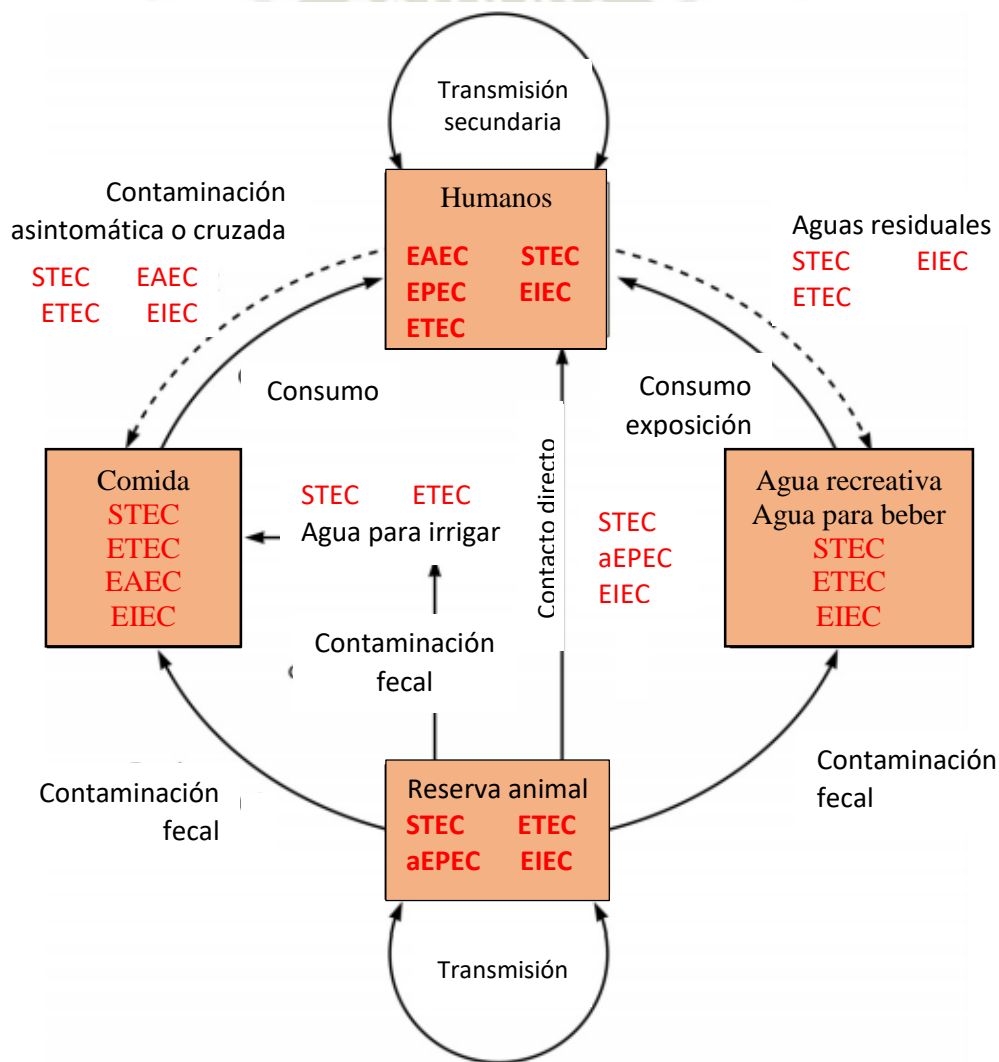 Transmisión
secundaria
Contaminación
asintomática o cruzada
STEC EAEC
ETEC EIEC
Humanos
EAEC STEC
EPEC EIEC
ETEC
Aguas residuales
STEC EIEC
ETEC
Consumo
Consumo
exposición
Contacto directo
Comida
STEC
ETEC
EAEC
EIEC
STEC ETEC
Agua para irrigar
STEC
aEPEC
EIEC
Agua recreativa
Agua para beber
STEC
ETEC
EIEC
Contaminación
fecal
Contaminación
fecal
Reserva animal
STEC ETEC
aEPEC EIEC
Contaminación
fecal
Transmisión